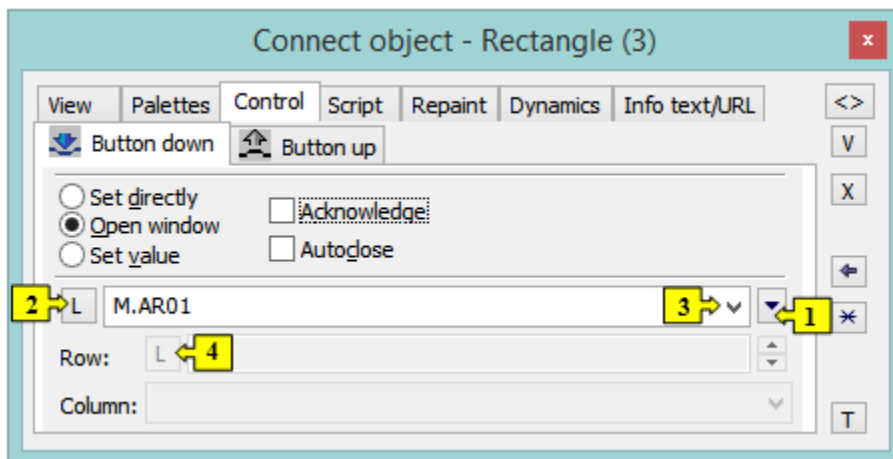 Connect object - Rectangle (3)
x
View Palettes Control Script Repaint Dynamics Info text/URL <>
Button down Button up V
Set directly Acknowledge X
Open window
Set value Autoclose
2 L M.AR01 3 1
Row: L 4
Column:
T